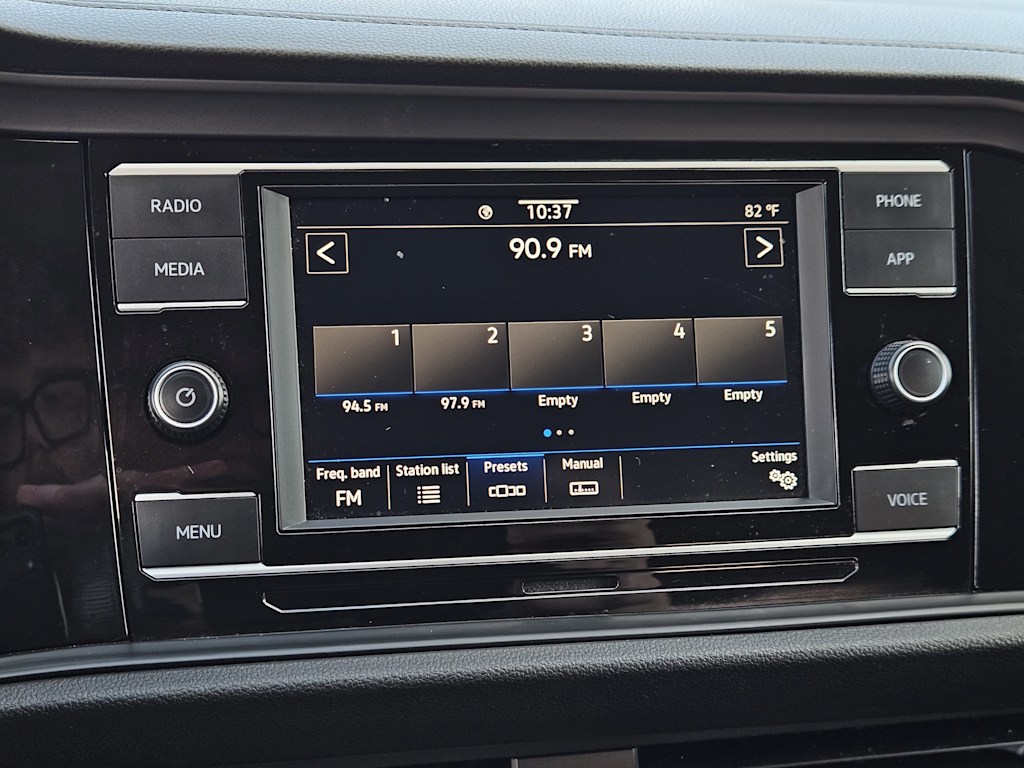 RADIO
MEDIA
MENU
10:37
82 °F
<
90.9 FM
>
1
2
3
4
5
94.5 FM
97.9 FM
Empty
Empty
Empty
Freq. band
FM
Station list
Presets
Manual
Settings
PHONE
APP
VOICE